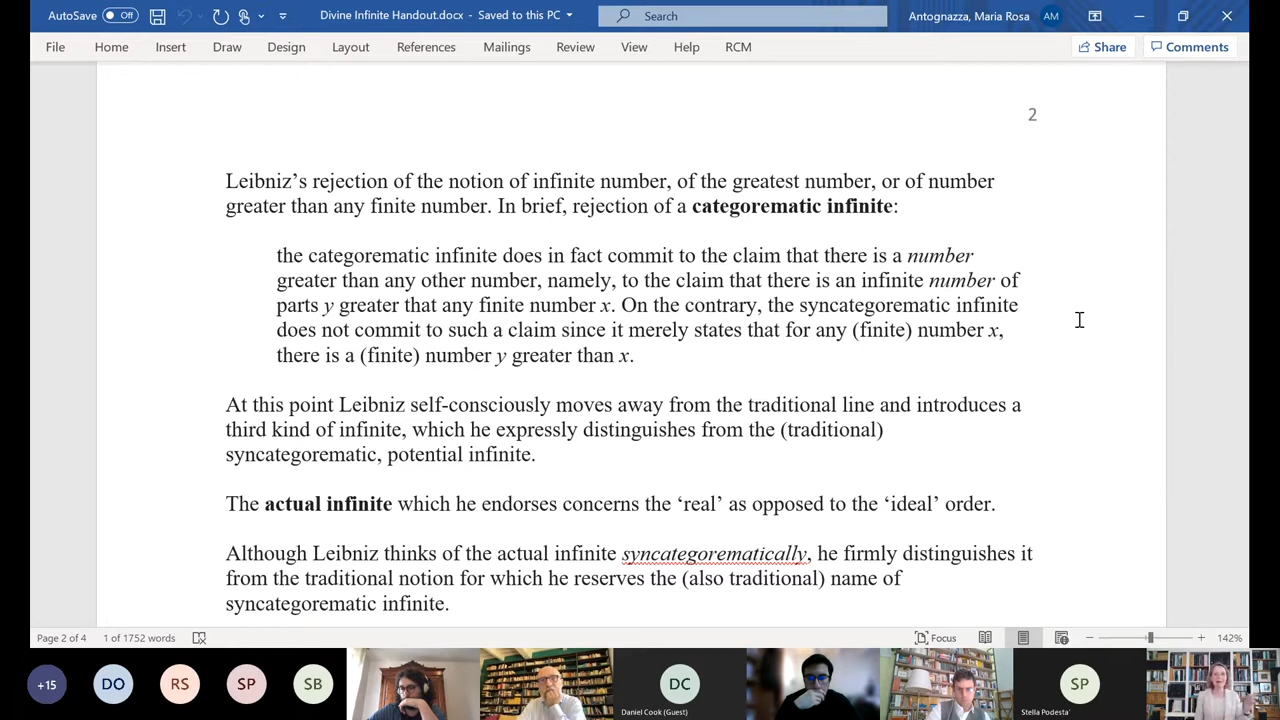 AutoSave Off Divine Infinite Handout.docx - Saved to this PC Search Antognazza, Maria Rosa AM
File Home Insert Draw Design Layout References Mailings Review View Help RCM Share Comments
2
Leibniz’s rejection of the notion of infinite number, of the greatest number, or of number
greater than any finite number. In brief, rejection of a categorematic infinite:
the categorematic infinite does in fact commit to the claim that there is a number
greater than any other number, namely, to the claim that there is an infinite number of
parts y greater that any finite number x. On the contrary, the syncategorematic infinite
does not commit to such a claim since it merely states that for any (finite) number x,
there is a (finite) number y greater than x.
At this point Leibniz self-consciously moves away from the traditional line and introduces a
third kind of infinite, which he expressly distinguishes from the (traditional)
syncategorematic, potential infinite.
The actual infinite which he endorses concerns the ‘real’ as opposed to the ‘ideal’ order.
Although Leibniz thinks of the actual infinite syncategorematically, he firmly distinguishes it
from the traditional notion for which he reserves the (also traditional) name of
syncategorematic infinite.
Page 2 of 4 1 of 1752 words Focus 142%
+15 DO RS SP SB DC SP
Daniel Cook (Guest) Stella Podesta'